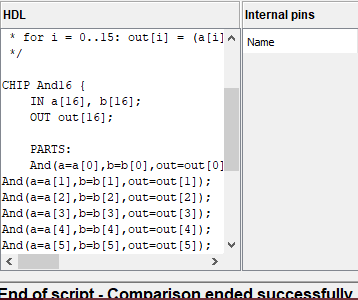 HDL
Internal pins
* for i = 0..15: out[i] = (a[i]
*/
Name
CHIP And16 {
IN a[16], b[16];
OUT out[16];
PARTS:
And(a=a[0],b=b[0],out=out[0]
And(a=a[1],b=b[1],out=out[1]);
And(a=a[2],b=b[2],out=out[2]);
And(a=a[3],b=b[3],out=out[3]);
And(a=a[4],b=b[4],out=out[4]);
And(a=a[5],b=b[5],out=out[5]);
End of script - Comparison ended successfully